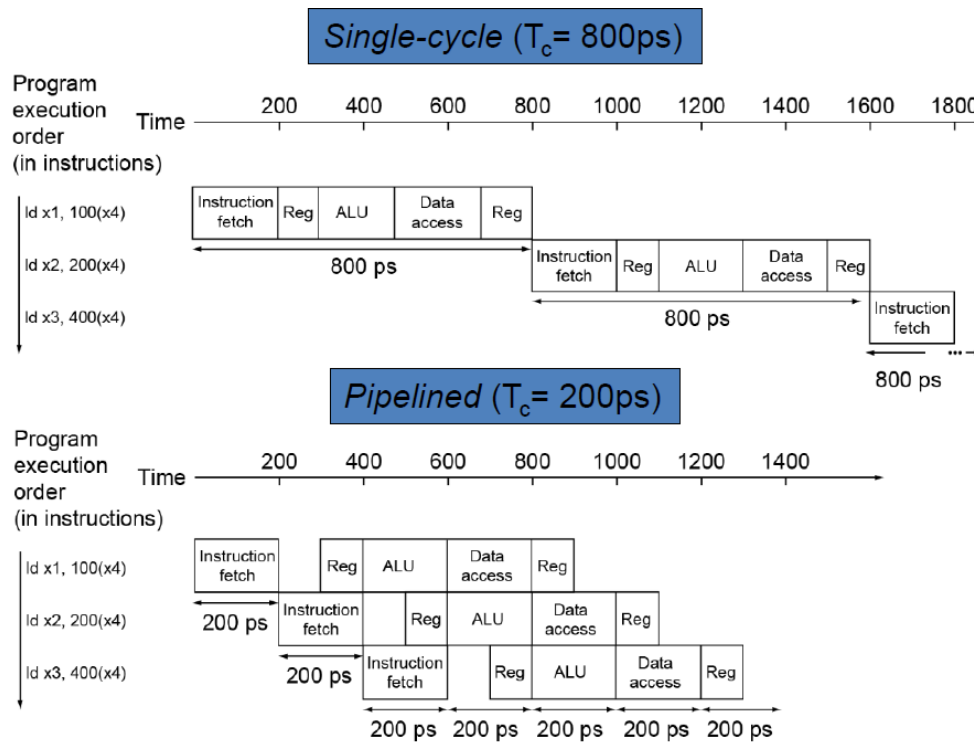 Single-cycle (Tc= 800ps)
Program
execution
order
(in instructions)
Time
200 400 600 800 1000 1200 1400 1600 1800
ld x1, 100(x4)
Instruction
fetch
Reg
ALU
Data
access
Reg
800 ps
ld x2, 200(x4)
Instruction
fetch
Reg
ALU
Data
access
Reg
800 ps
ld x3, 400(x4)
Instruction
fetch
...
800 ps
Pipelined (Tc= 200ps)
Program
execution
order
(in instructions)
Time
200 400 600 800 1000 1200 1400
ld x1, 100(x4)
Instruction
fetch
Reg
ALU
Data
access
Reg
200 ps
ld x2, 200(x4)
Instruction
fetch
Reg
ALU
Data
access
Reg
200 ps
ld x3, 400(x4)
Instruction
fetch
Reg
ALU
Data
access
Reg
200 ps 200 ps 200 ps 200 ps 200 ps